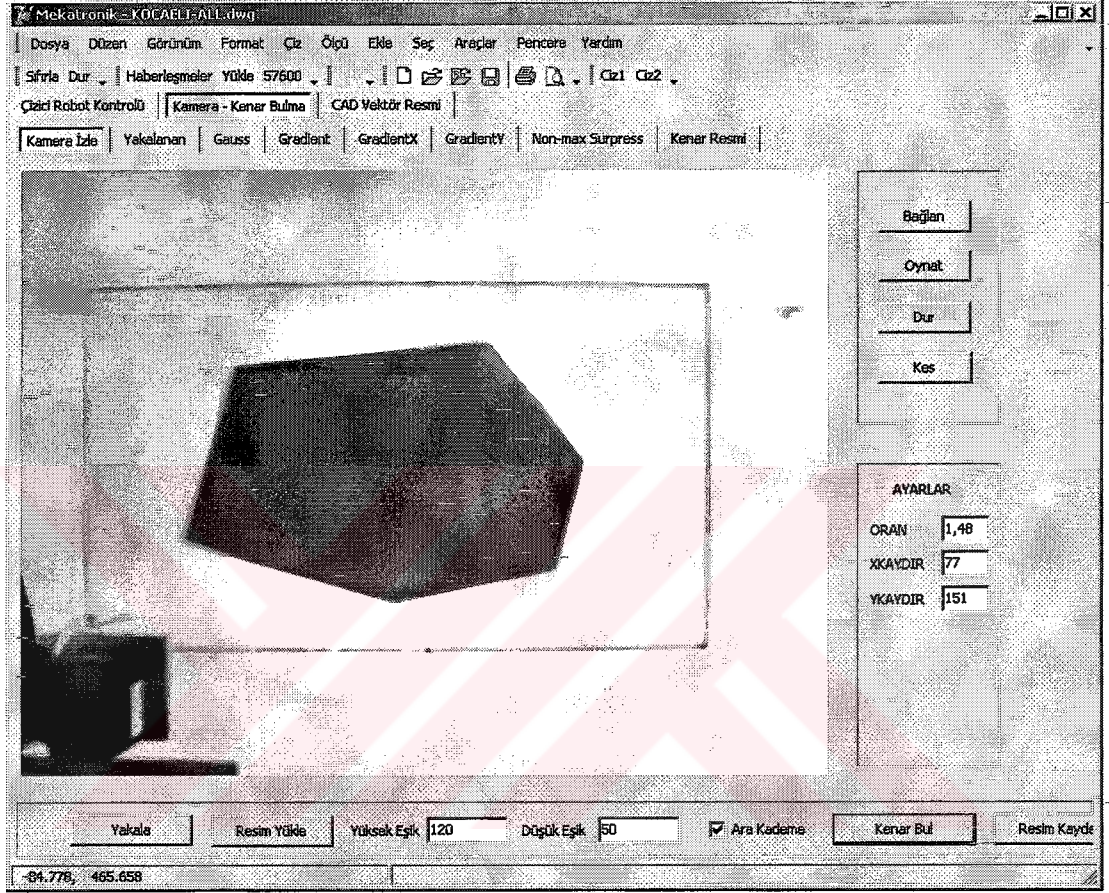 Mekatronik - KOCAELI-ALL.dwg
Dosya Düzen Görünüm Format Çiz Ölçü Ekle Seç Araçlar Pencere Yardım
Sıfırla Dur Haberleşmeler Yükle 57600 Ciz1 Ciz2
Çizici Robot Kontrolü Kamera - Kenar Bulma CAD Vektör Resmi
Kamera İzle Yakalanan Gauss Gradient GradientX GradientY Non-max Surpress Kenar Resmi
Bağlan
Oynat
Dur
Kes
AYARLAR
ORAN 1,48
XKAYDIR 77
YKAYDIR 151
Yakala Resim Yükle Yüksek Eşik 120 Düşük Eşik 50 Ara Kademe Kenar Bul Resim Kayde
-84.778, 465.658